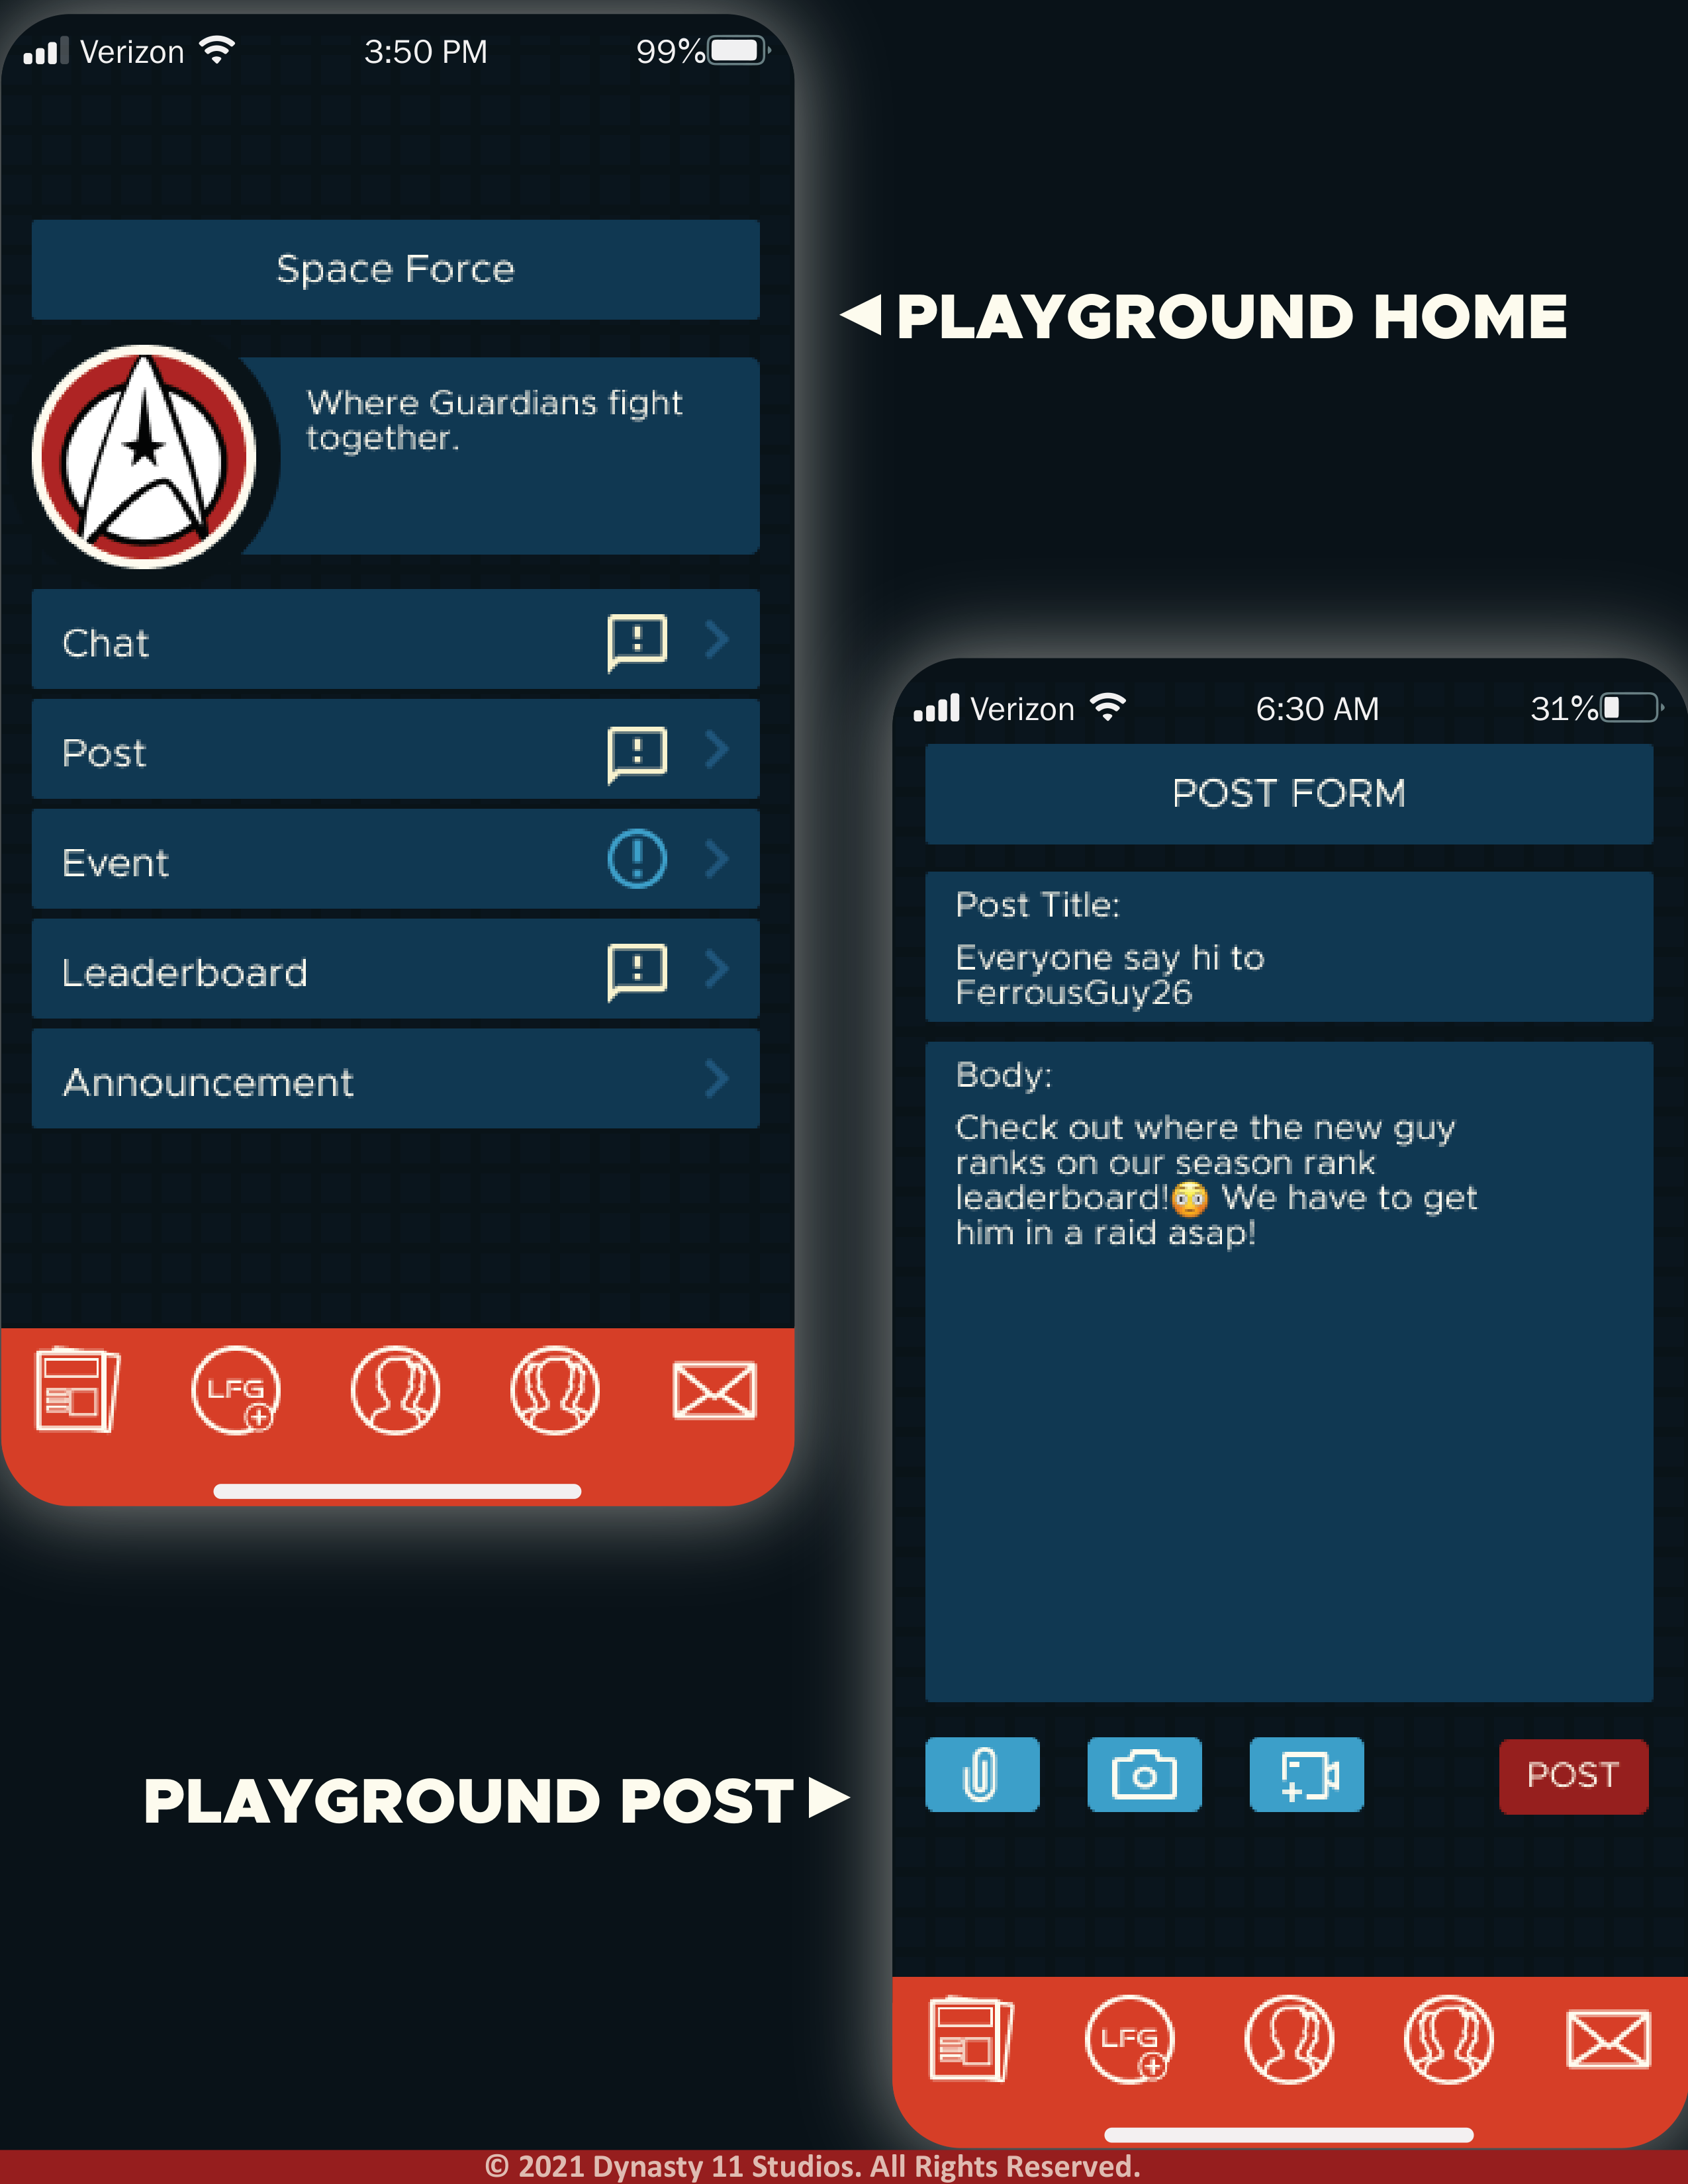 Verizon 3:50 PM 99%
Space Force
Where Guardians fight
together.
Chat
Post
Event
Leaderboard
Announcement
LFG
◀ PLAYGROUND HOME
Verizon 6:30 AM 31%
POST FORM
Post Title:
Everyone say hi to
FerrousGuy26
Body:
Check out where the new guy
ranks on our season rank
leaderboard!😳 We have to get
him in a raid asap!
POST
LFG
PLAYGROUND POST ▶
© 2021 Dynasty 11 Studios. All Rights Reserved.